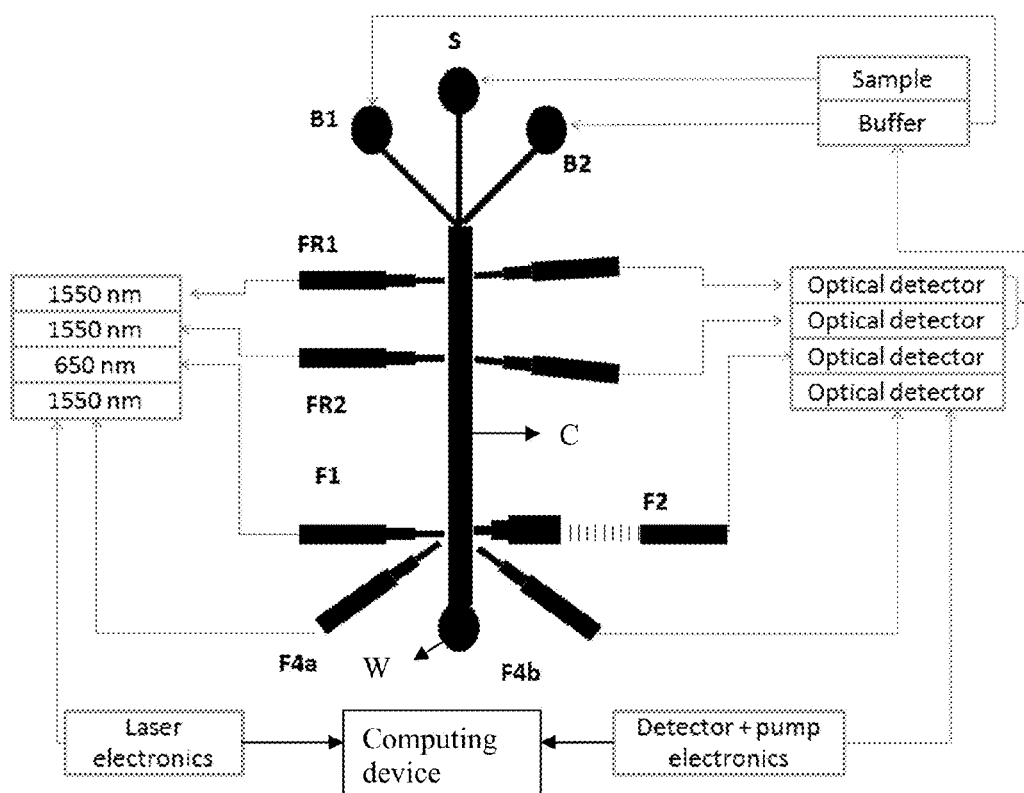 S
Sample
B1
Buffer
B2
FR1
1550 nm
Optical detector
1550 nm
Optical detector
650 nm
Optical detector
1550 nm
Optical detector
FR2
C
F1
F2
F4a
W
F4b
Laser
electronics
Computing
device
Detector + pump
electronics